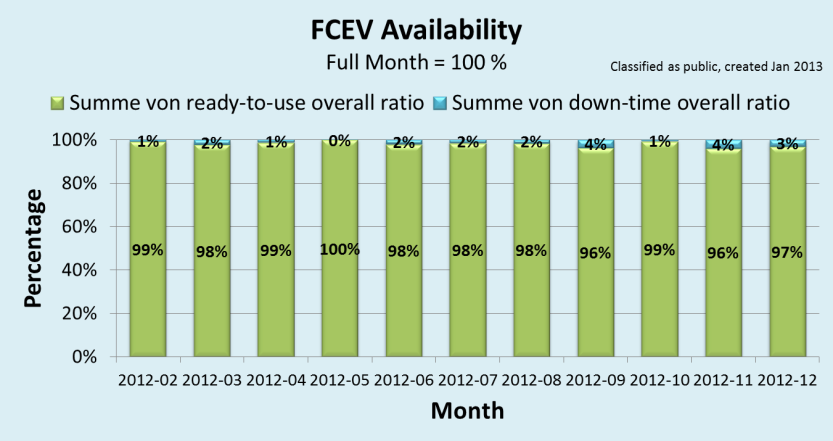 FCEV Availability
Full Month = 100 %
Classified as public, created Jan 2013
Summe von ready-to-use overall ratio Summe von down-time overall ratio
100%
80%
60%
40%
20%
0%
Percentage
1% 2% 1% 0% 2% 2% 2% 4% 1% 4% 3%
99% 98% 99% 100% 98% 98% 98% 96% 99% 96% 97%
2012-02 2012-03 2012-04 2012-05 2012-06 2012-07 2012-08 2012-09 2012-10 2012-11 2012-12
Month